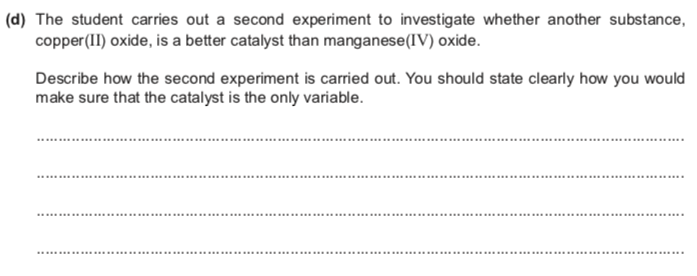 (d) The student carries out a second experiment to investigate whether another substance,
copper(II) oxide, is a better catalyst than manganese(IV) oxide.
Describe how the second experiment is carried out. You should state clearly how you would
make sure that the catalyst is the only variable.